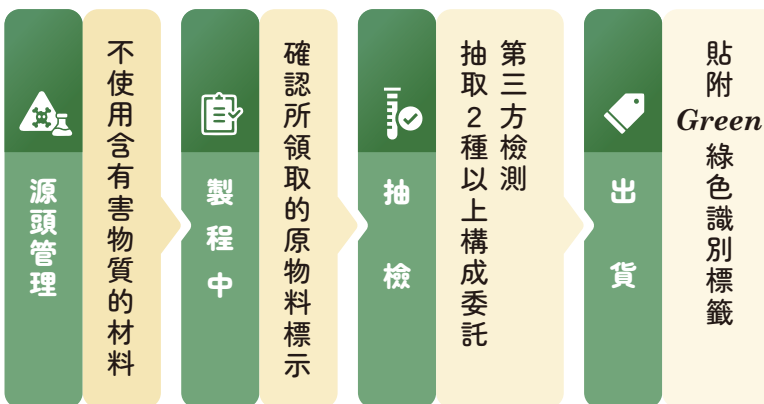 源頭管理
不使用含有害物質的材料
製程中
確認所領取的原物料標示
抽檢
抽取2種以上構成委託
第三方檢測
出貨
貼附Green綠色識別標籤